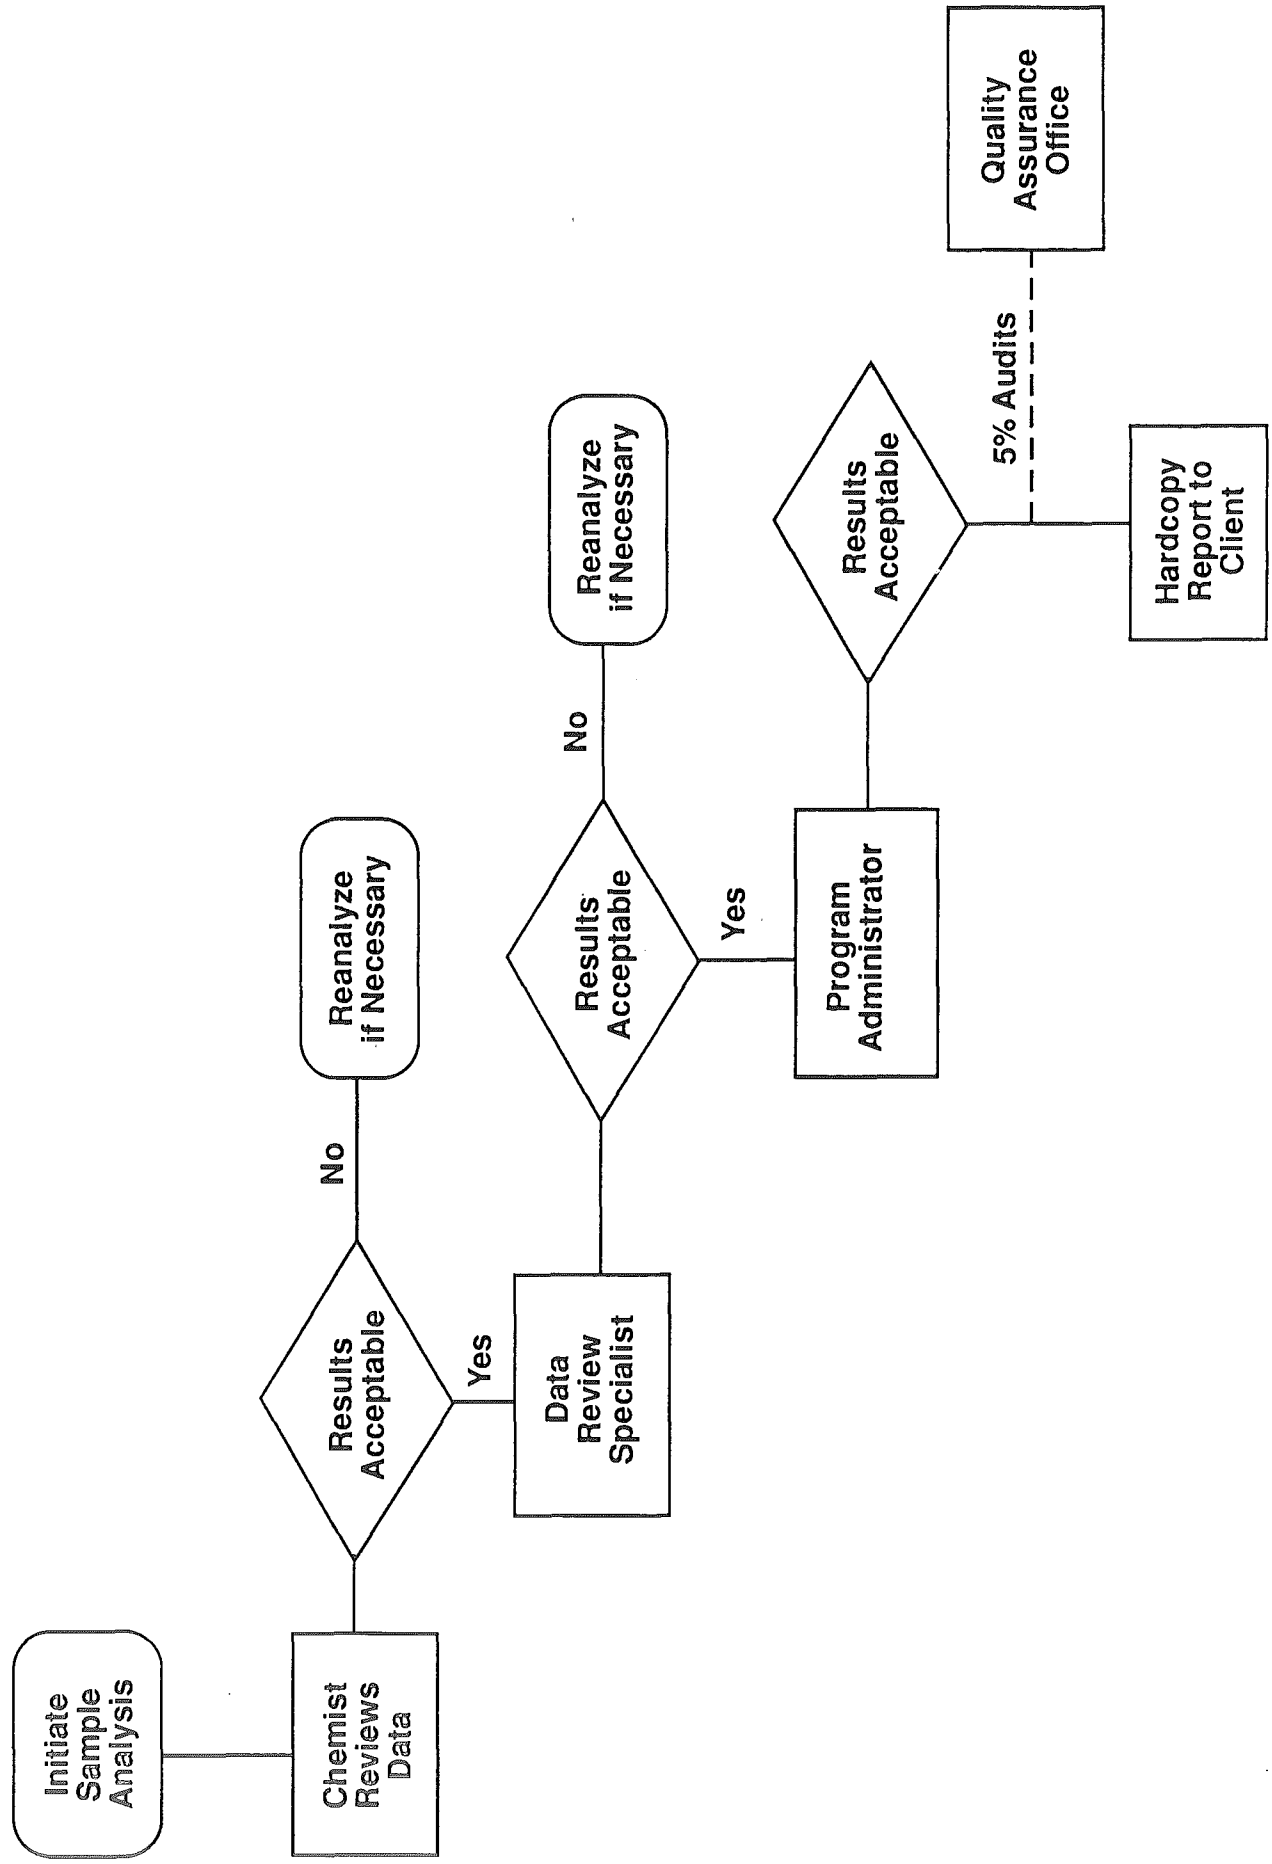 Initiate
Sample
Analysis
Chemist
Reviews
Data
Results
Acceptable
No
Reanalyze
if Necessary
Yes
Data
Review
Specialist
Results
Acceptable
No
Reanalyze
if Necessary
Yes
Program
Administrator
Results
Acceptable
5% Audits
Quality
Assurance
Office
Hardcopy
Report to
Client